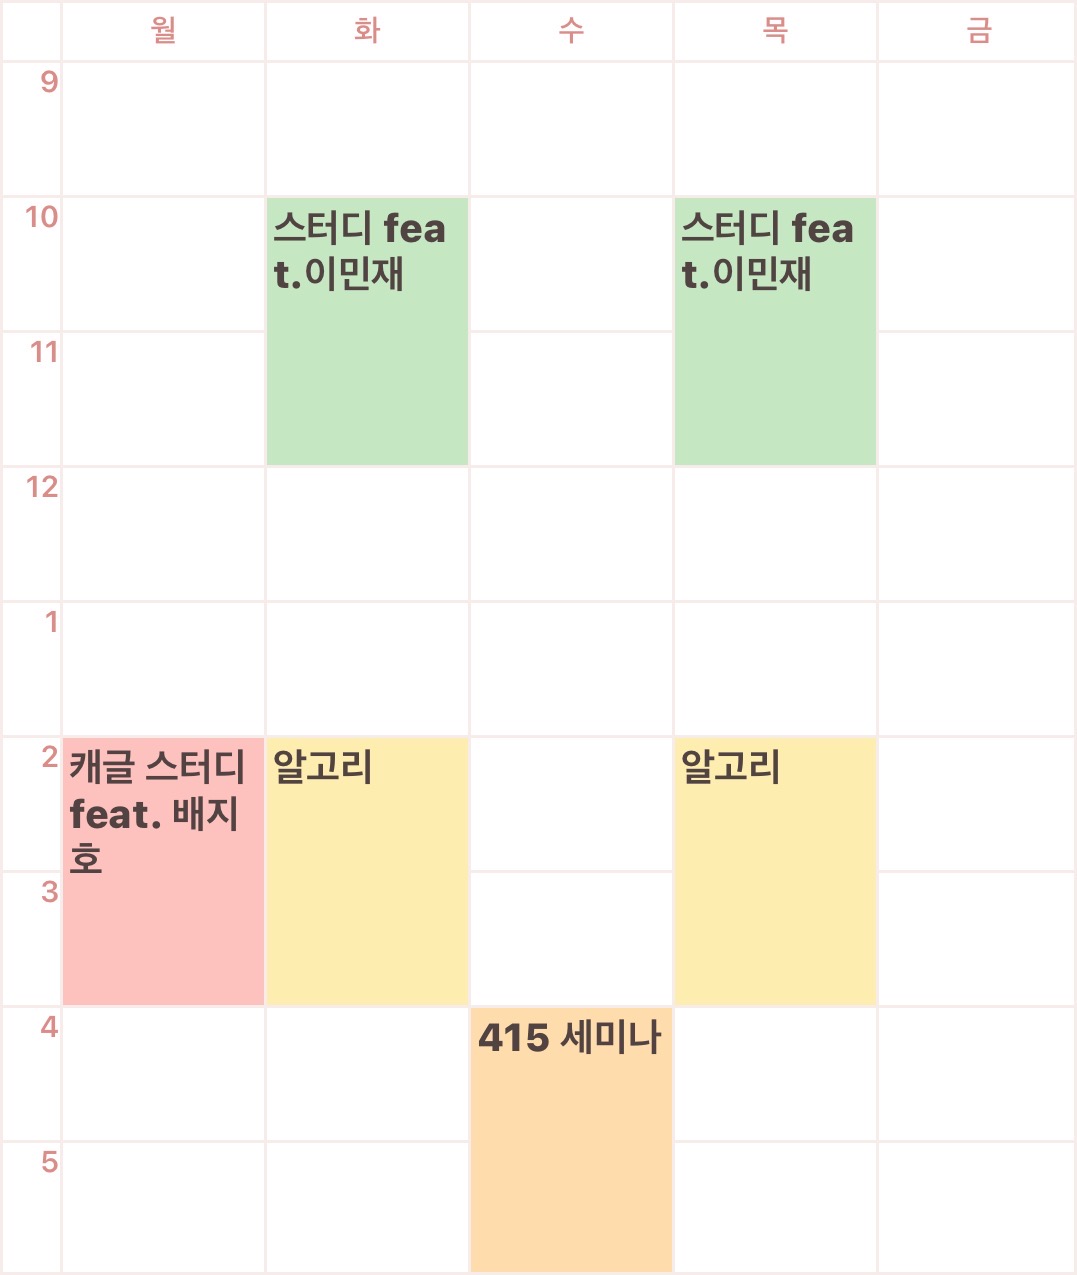 월 화 수 목 금
9
10
스터디 fea
t.이민재
스터디 fea
t.이민재
11
12
1
2
캐글 스터디
feat. 배지
호
알고리
알고리
3
4
415 세미나
5